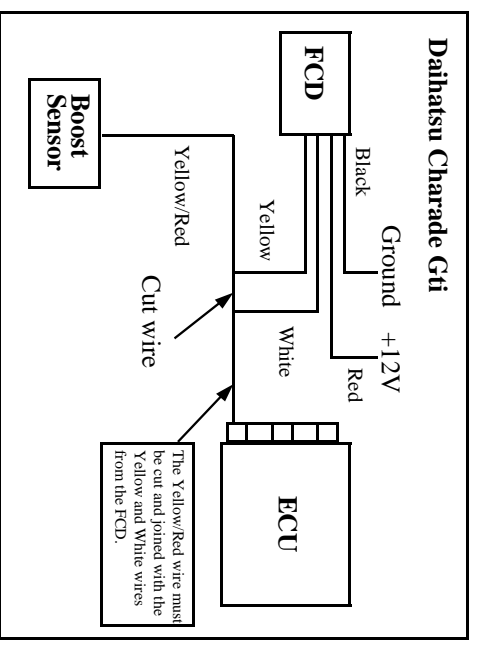 Daihatsu Charade Gti
Ground
+12V
FCD
Black
Red
Yellow
White
ECU
Yellow/Red
Boost
Sensor
Cut wire
The Yellow/Red wire must
be cut and joined with the
Yellow and White wires
from the FCD.